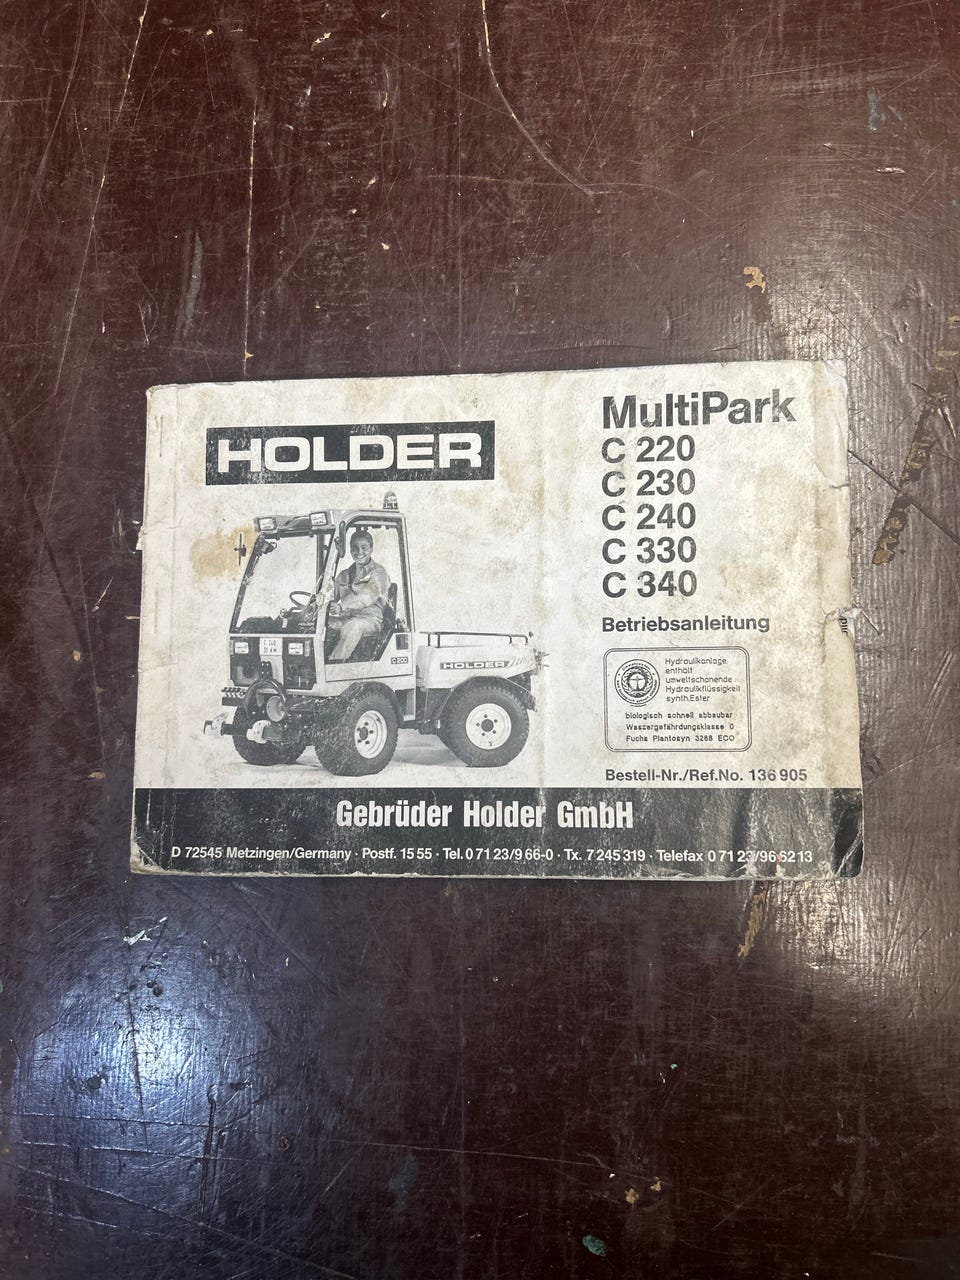 HOLDER
MultiPark
C 220
C 230
C 240
C 330
C 340
Betriebsanleitung
Hydraulikanlage
enthält
umweltschonende
Hydraulikflüssigkeit
synth.Ester
biologisch schnell abbaubar
Wassergefährdungsklasse 0
Fuchs Plantosyn 3268 ECO
Bestell-Nr./Ref.No. 136 905
C 240
C 200
HOLDER
Gebrüder Holder GmbH
D 72545 Metzingen/Germany · Postf. 15 55 · Tel. 0 71 23/9 66-0 · Tx. 7 245 319 · Telefax 0 71 23/96 62 13